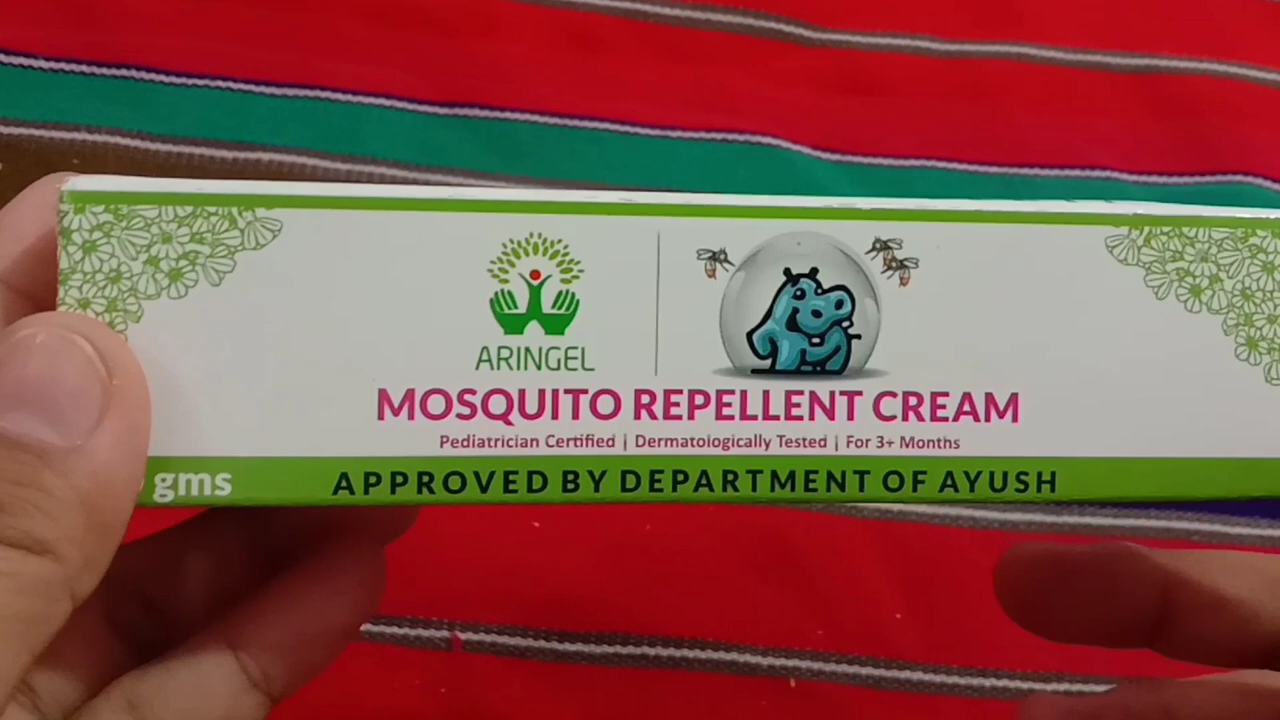 ARINGEL
MOSQUITO REPELLENT CREAM
Pediatrician Certified | Dermatologically Tested | For 3+ Months
gms
APPROVED BY DEPARTMENT OF AYUSH